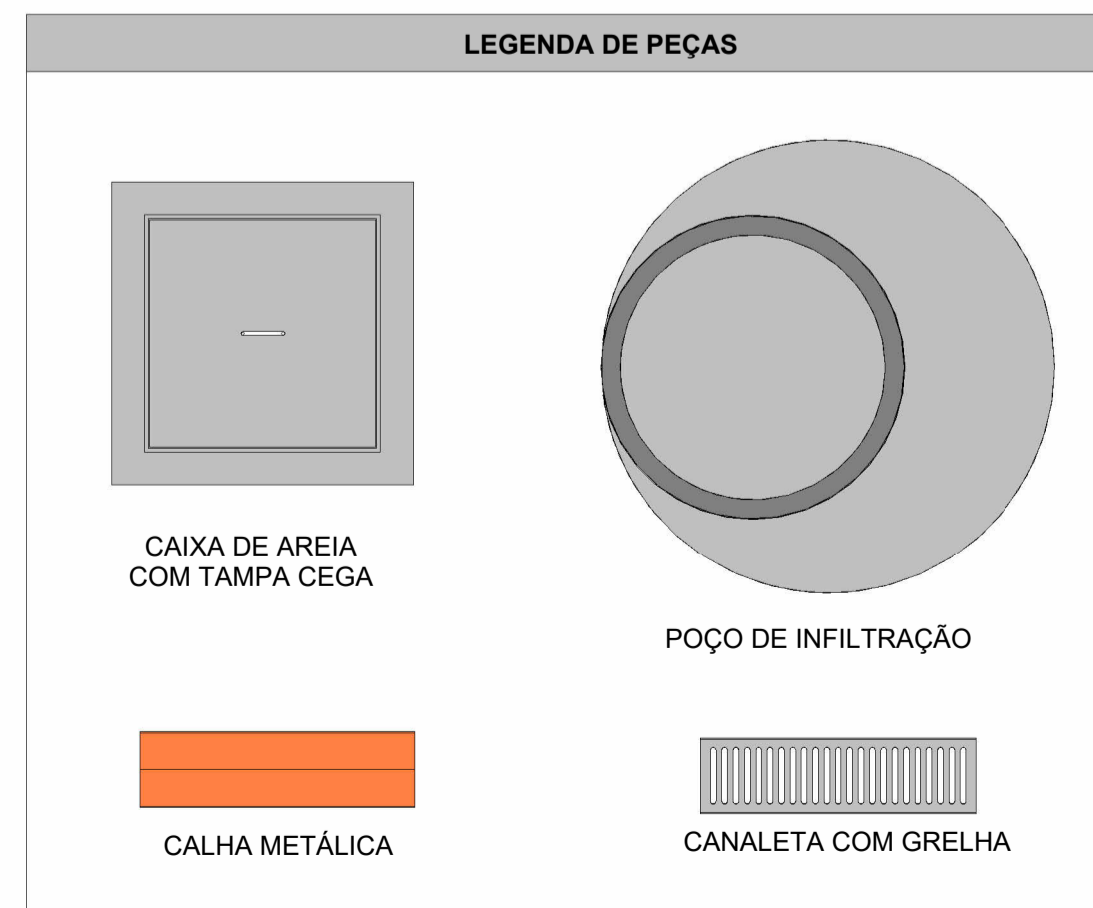 LEGENDA DE PEÇAS
CAIXA DE AREIA
COM TAMPA CEGA
POÇO DE INFILTRAÇÃO
CALHA METÁLICA
CANALETA COM GRELHA